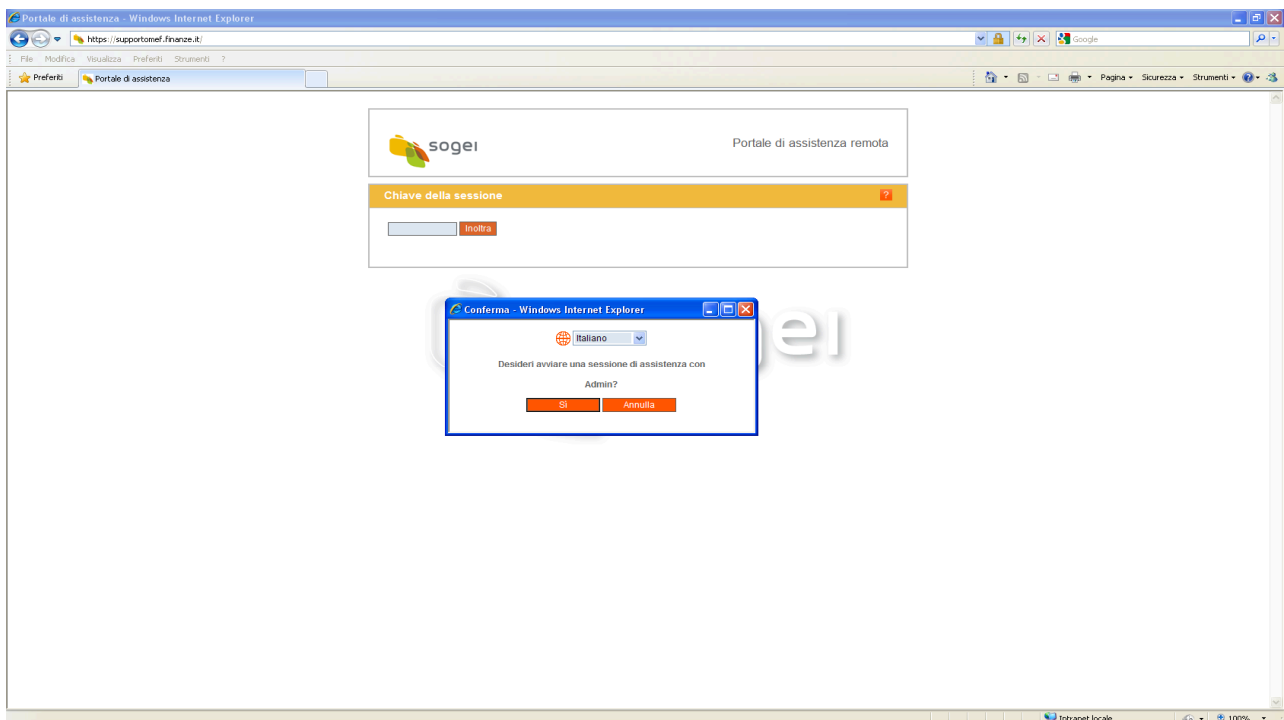 Portale di assistenza - Windows Internet Explorer
https://supportomef.finanze.it/
Google
File Modifica Visualizza Preferiti Strumenti ?
Preferiti Portale di assistenza
Pagina Sicurezza Strumenti
sogei
Portale di assistenza remota
Chiave della sessione ?
Inoltra
Conferma - Windows Internet Explorer
Italiano
Desideri avviare una sessione di assistenza con
Admin?
Sì Annulla
ei
Intranet locale 100%